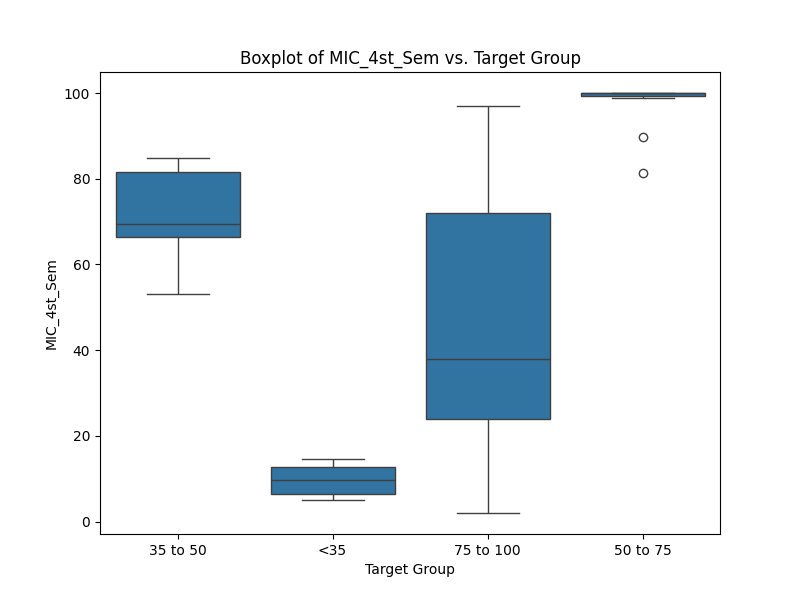 Boxplot of MIC_4st_Sem vs. Target Group
MIC_4st_Sem
100
80
60
40
20
0
35 to 50
<35
75 to 100
50 to 75
Target Group